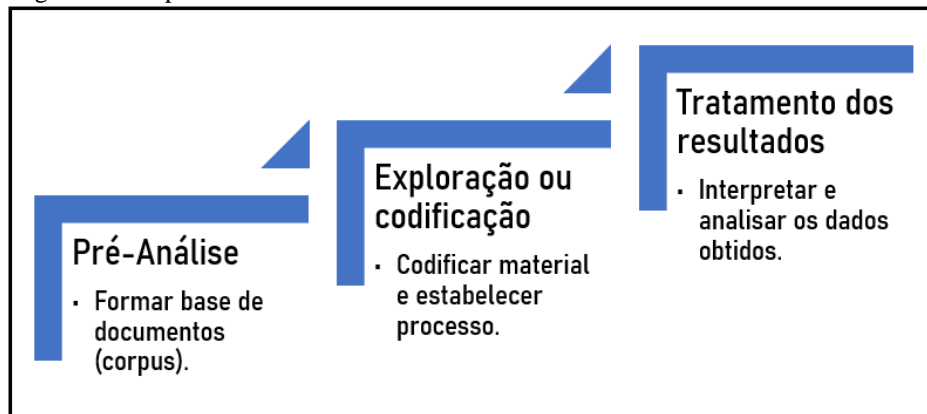 Pré-Análise
· Formar base de
documentos
(corpus).
Exploração ou
codificação
· Codificar material
e estabelecer
processo.
Tratamento dos
resultados
· Interpretar e
analisar os dados
obtidos.